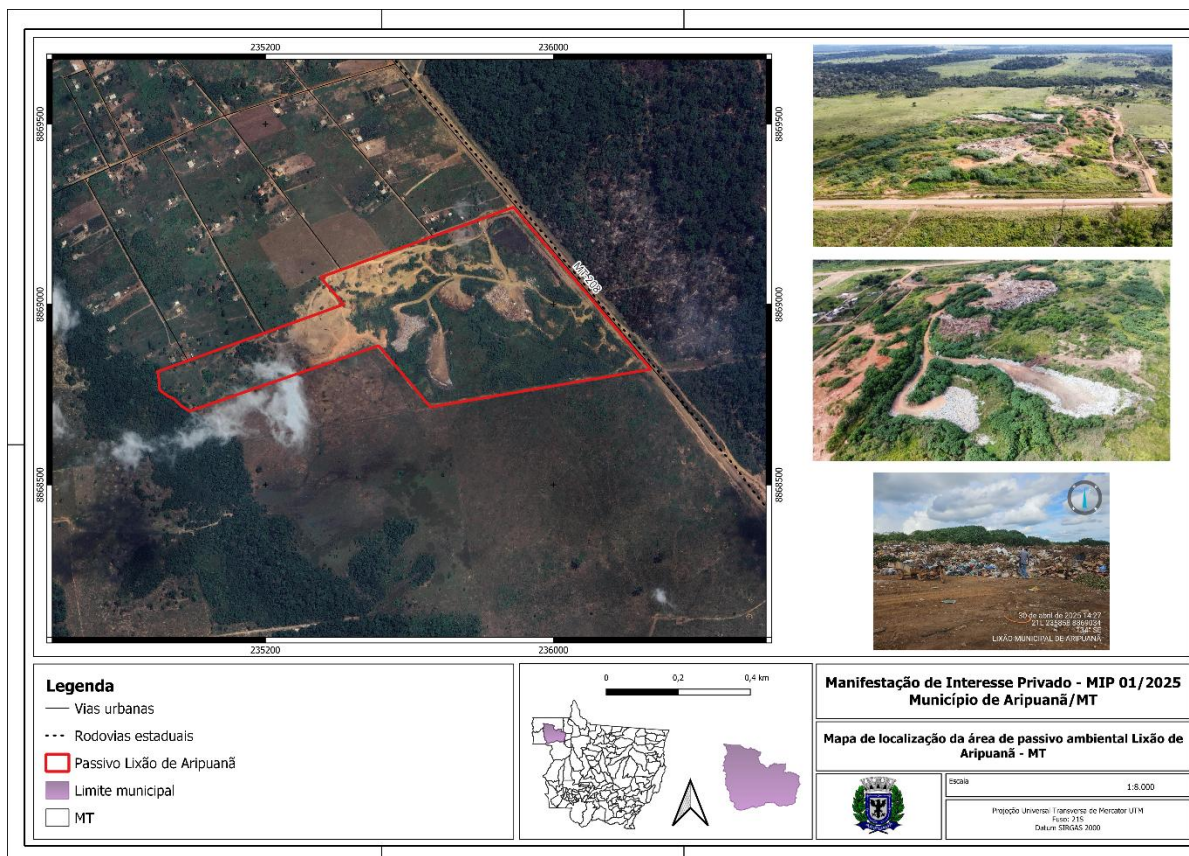 235200
236000
8869500
8869500
8869000
8869000
8868500
8868500
MT-208
235200
236000
30 de abril de 2025 14:27
21L 235868 8869034
134° SE
LIXÃO MUNICIPAL DE ARIPUANÃ
Legenda
Vias urbanas
Rodovias estaduais
Passivo Lixão de Aripuanã
Limite municipal
MT
0 0,2 0,4 km
Manifestação de Interesse Privado - MIP 01/2025
Município de Aripuanã/MT
Mapa de localização da área de passivo ambiental Lixão de
Aripuanã - MT
Escala
1:8.000
Projeção Universal Transversa de Mercator UTM
Fuso: 21S
Datum SIRGAS 2000